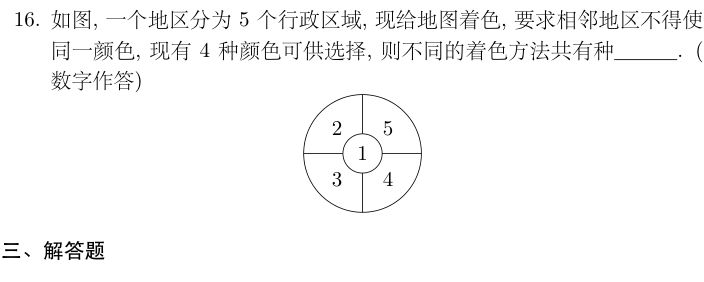 16. 如图, 一个地区分为 5 个行政区域, 现给地图着色, 要求相邻地区不得使
同一颜色, 现有 4 种颜色可供选择, 则不同的着色方法共有种______. (
数字作答)
2 5
1
3 4
三、解答题